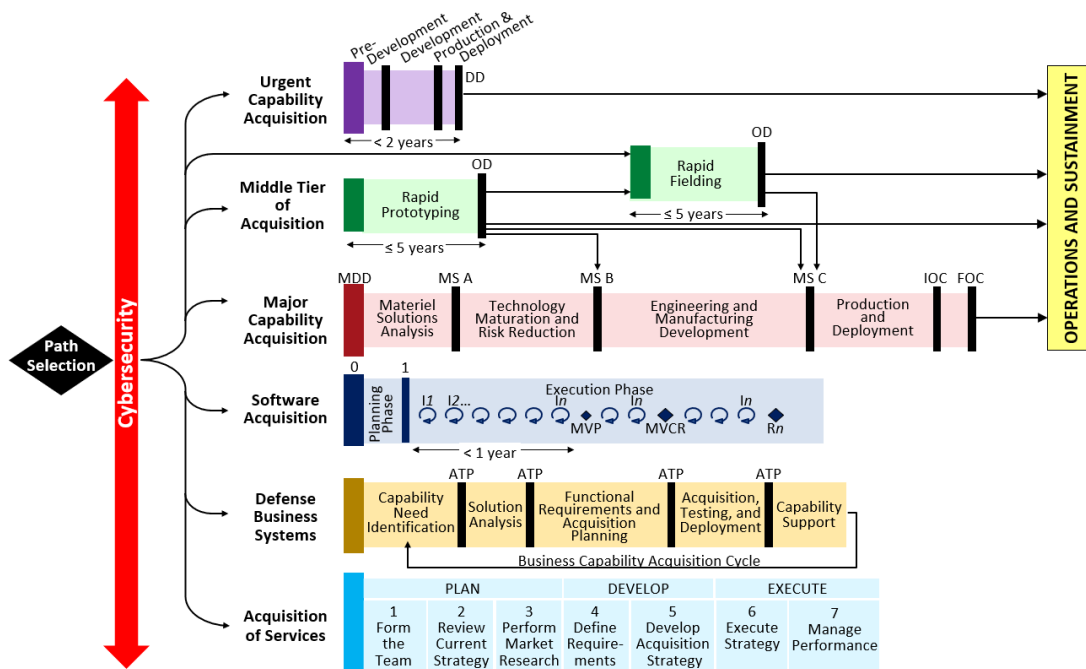 Path
Selection
Cybersecurity
Urgent
Capability
Acquisition
Pre-
Development
Development
Production &
Deployment
DD
< 2 years
Middle Tier
of
Acquisition
Rapid
Prototyping
OD
≤ 5 years
Rapid
Fielding
OD
≤ 5 years
Major
Capability
Acquisition
MDD
Materiel
Solutions
Analysis
MS A
Technology
Maturation and
Risk Reduction
MS B
Engineering and
Manufacturing
Development
MS C
Production
and
Deployment
IOC
FOC
Software
Acquisition
0
Planning
Phase
1
Execution Phase
I1 I2... In In In
MVP MVCR Rn
< 1 year
Defense
Business
Systems
Capability
Need
Identification
ATP
Solution
Analysis
ATP
Functional
Requirements and
Acquisition
Planning
ATP
Acquisition,
Testing, and
Deployment
ATP
Capability
Support
Business Capability Acquisition Cycle
Acquisition
of Services
PLAN DEVELOP EXECUTE
1
Form
the
Team
2
Review
Current
Strategy
3
Perform
Market
Research
4
Define
Require-
ments
5
Develop
Acquisition
Strategy
6
Execute
Strategy
7
Manage
Performance
OPERATIONS AND SUSTAINMENT